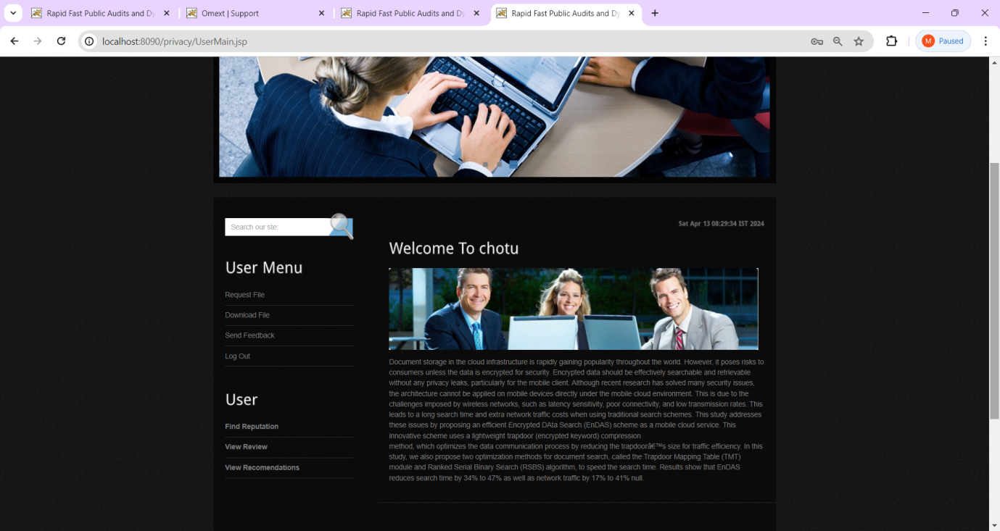 Rapid Fast Public Audits and Dy
Omext | Support
Rapid Fast Public Audits and Dy
Rapid Fast Public Audits and Dy
localhost:8090/privacy/UserMain.jsp
M Paused
Search our ste:
Sat Apr 13 08:29:34 IST 2024
Welcome To chotu
User Menu
Request File
Download File
Send Feedback
Log Out
User
Find Reputation
View Review
View Recomendations
Document storage in the cloud infrastructure is rapidly gaining popularity throughout the world. However, it poses risks to
consumers unless the data is encrypted for security. Encrypted data should be effectively searchable and retrievable
without any privacy leaks, particularly for the mobile client. Although recent research has solved many security issues,
the architecture cannot be applied on mobile devices directly under the mobile cloud environment. This is due to the
challenges imposed by wireless networks, such as latency sensitivity, poor connectivity, and low transmission rates. This
leads to a long search time and extra network traffic costs when using traditional search schemes. This study addresses
these issues by proposing an efficient Encrypted DAta Search (EnDAS) scheme as a mobile cloud service. This
innovative scheme uses a lightweight trapdoor (encrypted keyword) compression
method, which optimizes the data communication process by reducing the trapdoorâ€™s size for traffic efficiency. In this
study, we also propose two optimization methods for document search, called the Trapdoor Mapping Table (TMT)
module and Ranked Serial Binary Search (RSBS) algorithm, to speed the search time. Results show that EnDAS
reduces search time by 34% to 47% as well as network traffic by 17% to 41% null.